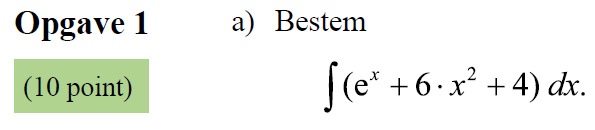 Opgave 1 a) Bestem
(10 point) ∫(eˣ + 6 · x² + 4) dx.